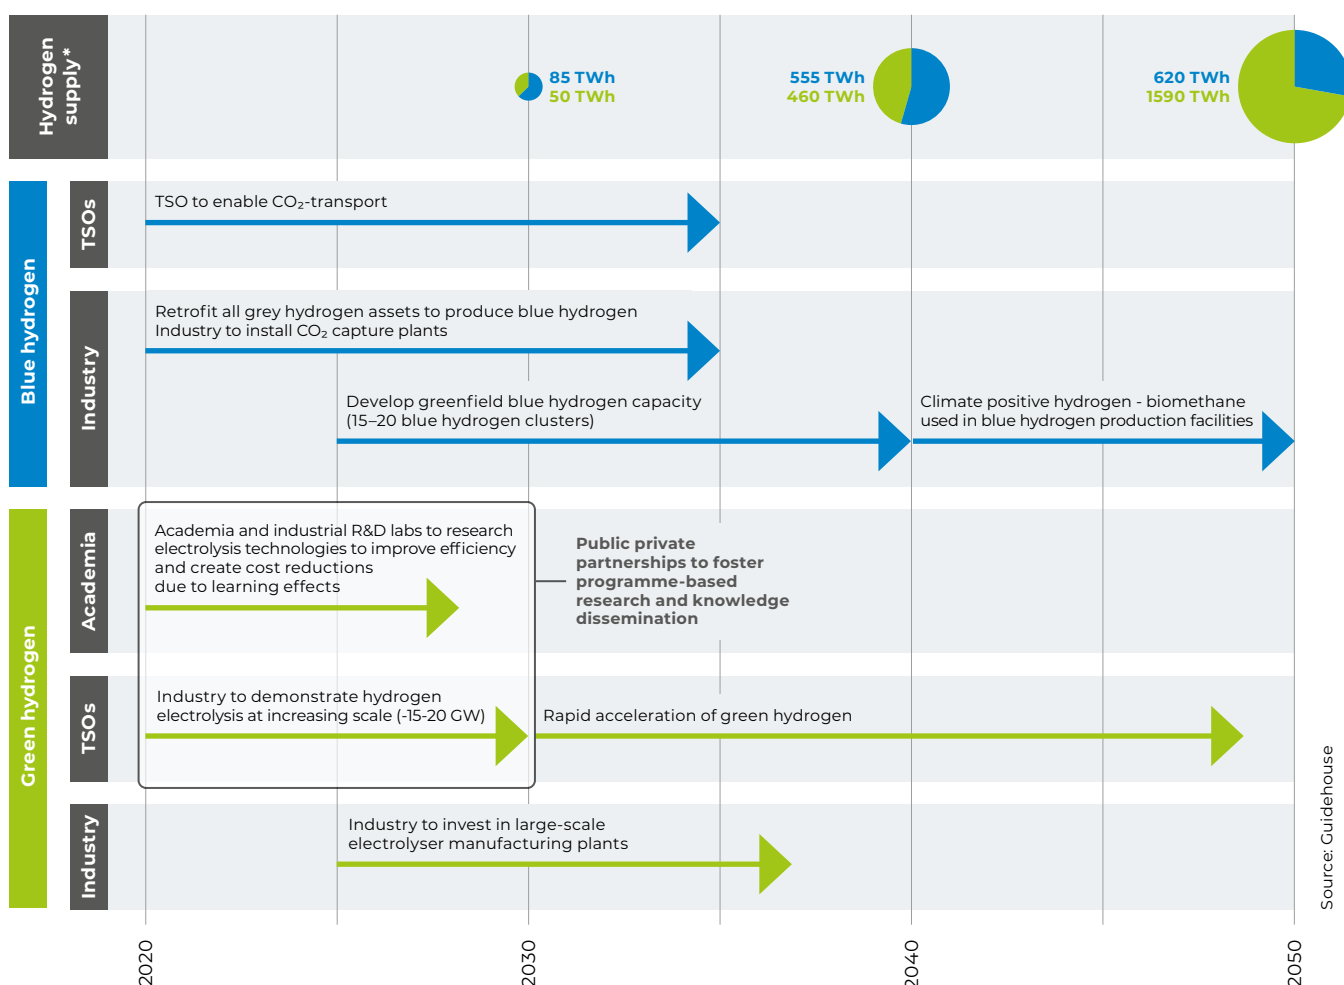 Hydrogen
supply*
85 TWh
50 TWh
555 TWh
460 TWh
620 TWh
1590 TWh
Blue hydrogen
TSOs
TSO to enable CO₂-transport
Industry
Retrofit all grey hydrogen assets to produce blue hydrogen
Industry to install CO₂ capture plants
Develop greenfield blue hydrogen capacity
(15–20 blue hydrogen clusters)
Climate positive hydrogen - biomethane
used in blue hydrogen production facilities
Green hydrogen
Academia
Academia and industrial R&D labs to research
electrolysis technologies to improve efficiency
and create cost reductions
due to learning effects
Public private
partnerships to foster
programme-based
research and knowledge
dissemination
TSOs
Industry to demonstrate hydrogen
electrolysis at increasing scale (-15-20 GW)
Rapid acceleration of green hydrogen
Industry
Industry to invest in large-scale
electrolyser manufacturing plants
2020
2030
2040
2050
Source: Guidehouse